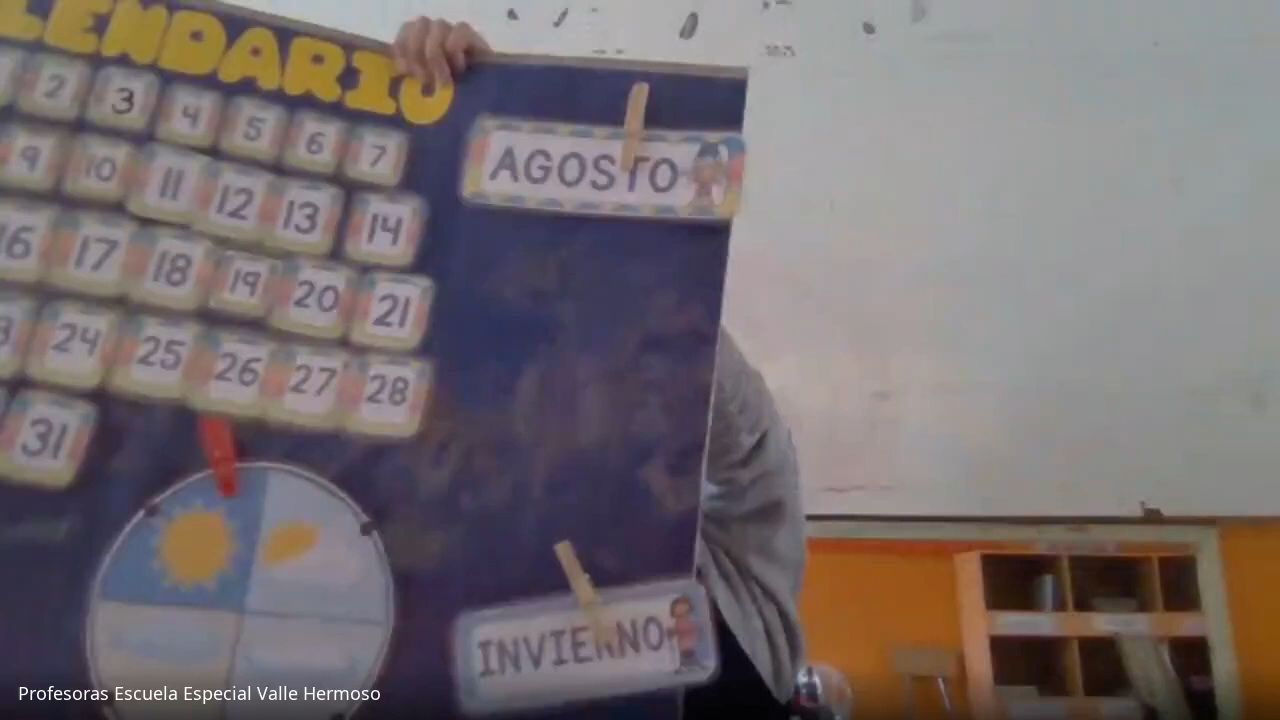 LENDARIO
2 3 4 5 6 7
9 10 11 12 13 14
16 17 18 19 20 21
24 25 26 27 28
31
AGOSTO
INVIERNO
Profesoras Escuela Especial Valle Hermoso